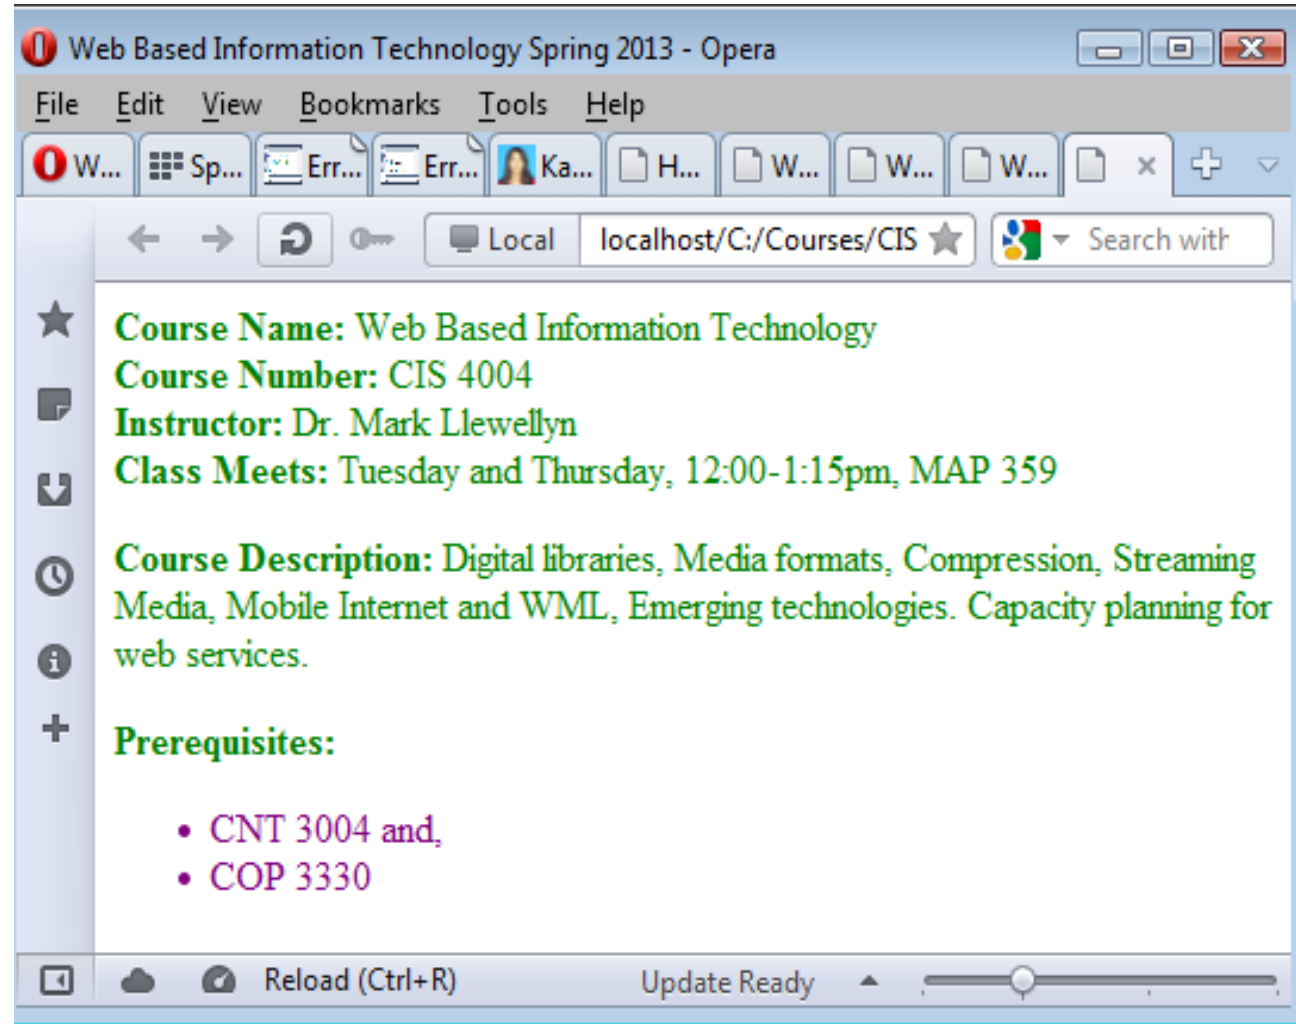 Web Based Information Technology Spring 2013 - Opera
File Edit View Bookmarks Tools Help
W... Sp... Err... Err... Ka... H... W... W... W...
Local localhost/C:/Courses/CIS Search with
Course Name: Web Based Information Technology
Course Number: CIS 4004
Instructor: Dr. Mark Llewellyn
Class Meets: Tuesday and Thursday, 12:00-1:15pm, MAP 359
Course Description: Digital libraries, Media formats, Compression, Streaming
Media, Mobile Internet and WML, Emerging technologies. Capacity planning for
web services.
Prerequisites:
• CNT 3004 and,
• COP 3330
Reload (Ctrl+R) Update Ready